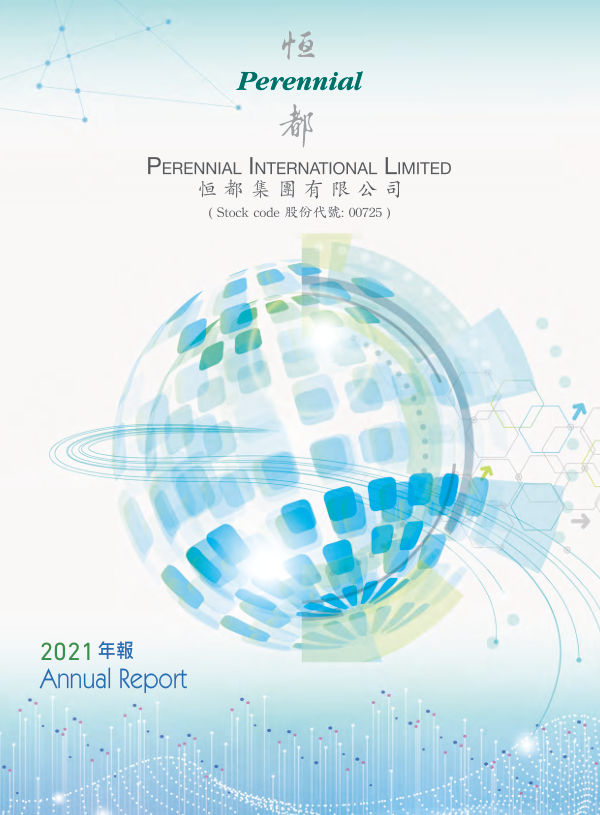 恒
Perennial
都
PERENNIAL INTERNATIONAL LIMITED
恒都集團有限公司
( Stock code 股份代號: 00725 )
2021 年報
Annual Report